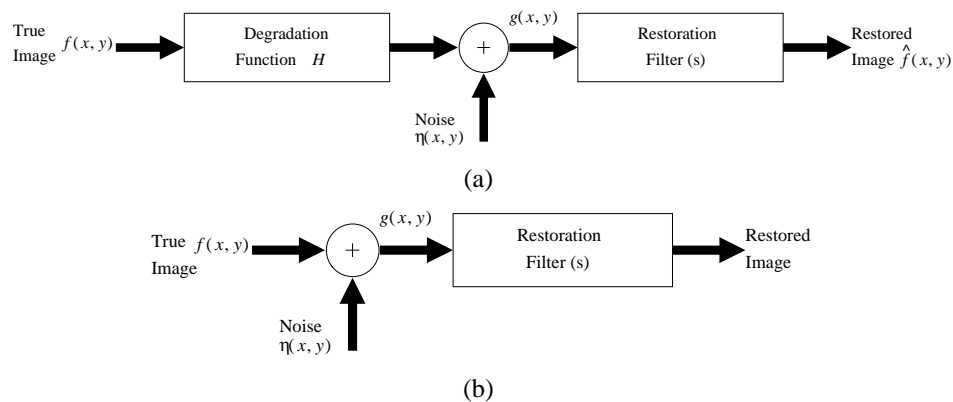 True
Image f(x, y)
Degradation
Function H
+
g(x, y)
Restoration
Filter (s)
Restored
Image f̂(x, y)
Noise
η(x, y)
(a)
True f(x, y)
Image
+
g(x, y)
Restoration
Filter (s)
Restored
Image
Noise
η(x, y)
(b)